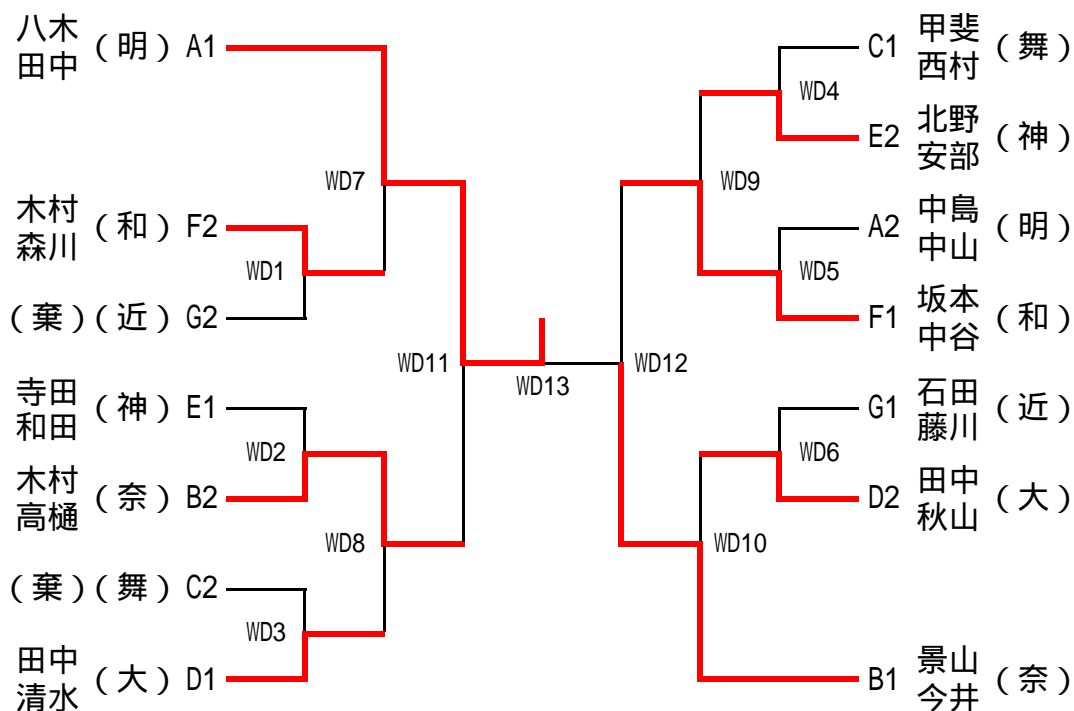 八木
田中
(明) A1
WD7
木村
森川
(和) F2
WD1
(棄)(近) G2
WD11
寺田
和田
(神) E1
WD2
木村
高樋
(奈) B2
WD8
(棄)(舞) C2
WD3
田中
清水
(大) D1
WD13
C1 甲斐
西村
(舞)
WD4
E2 北野
安部
(神)
WD9
A2 中島
中山
(明)
WD5
F1 坂本
中谷
(和)
WD12
G1 石田
藤川
(近)
WD6
D2 田中
秋山
(大)
WD10
B1 景山
今井
(奈)